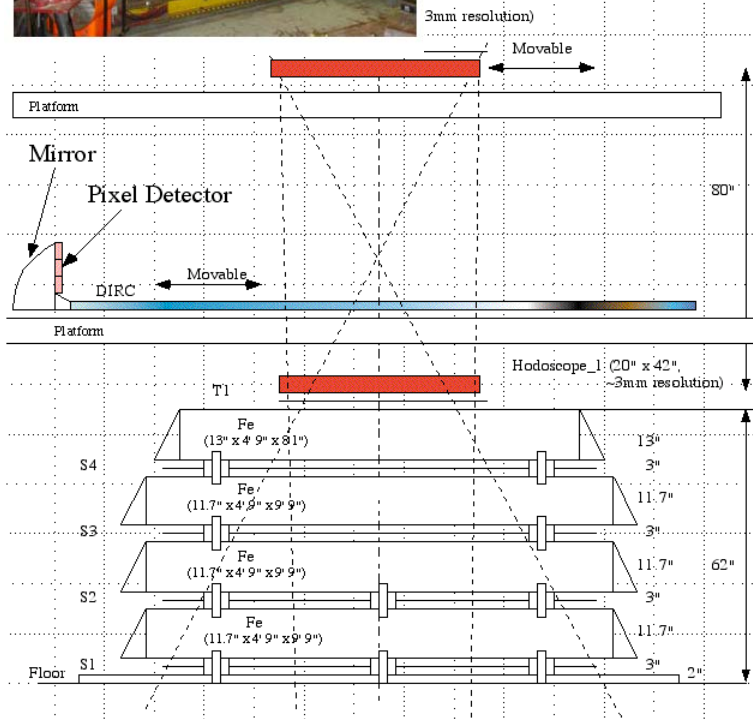 3mm resolution)
Movable
Platform
Mirror
80"
Pixel Detector
Movable
DIRC
Platform
Hodoscope_1 (20" x 42",
~3mm resolution)
T1
Fe
(13" x 4' 9" x 81")
13"
S4
3"
Fe
(11.7" x 4' 9" x 9' 9")
11.7"
S3
3"
Fe
(11.7" x 4' 9" x 9' 9")
11.7"
62"
S2
3"
Fe
(11.7" x 4' 9" x 9' 9")
11.7"
S1
3"
Floor
2"